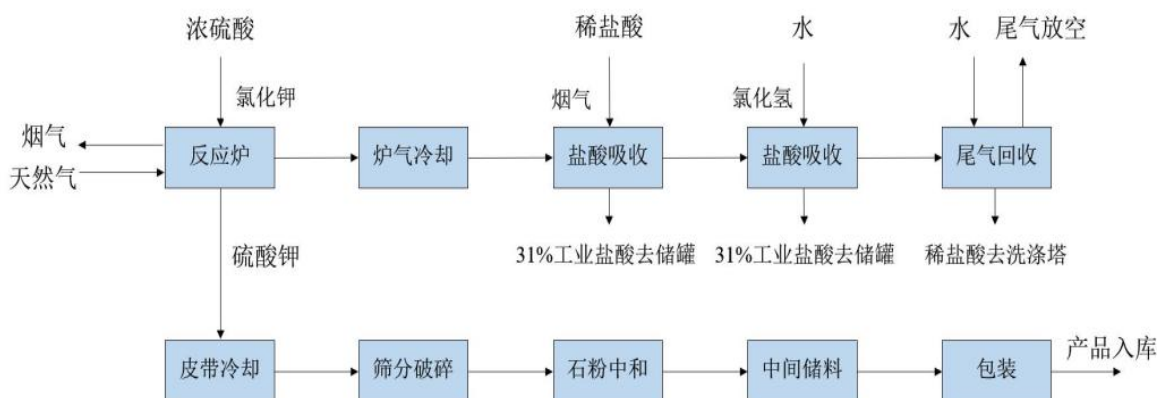 浓硫酸
稀盐酸
水
水
尾气放空
氯化钾
烟气
氯化氢
烟气
天然气
反应炉
炉气冷却
盐酸吸收
盐酸吸收
尾气回收
硫酸钾
31%工业盐酸去储罐
31%工业盐酸去储罐
稀盐酸去洗涤塔
皮带冷却
筛分破碎
石粉中和
中间储料
包装
产品入库